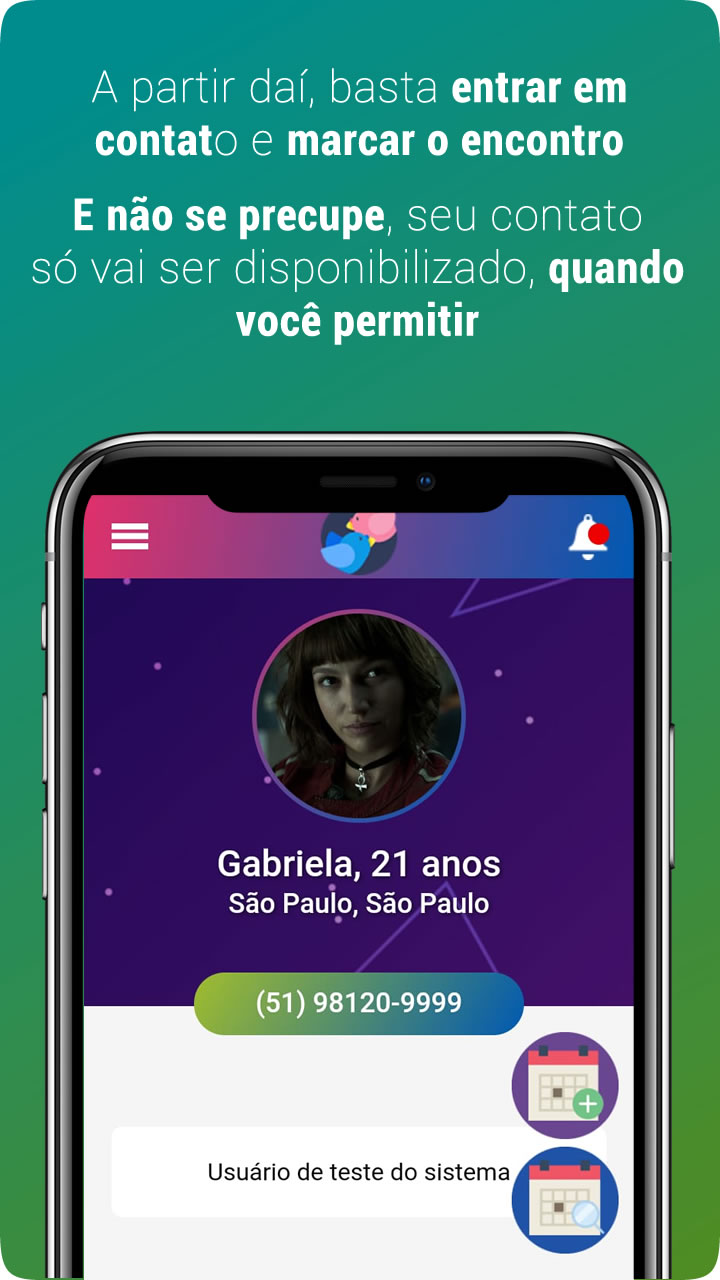 A partir daí, basta entrar em
contato e marcar o encontro
E não se precupe, seu contato
só vai ser disponibilizado, quando
você permitir
Gabriela, 21 anos
São Paulo, São Paulo
(51) 98120-9999
Usuário de teste do sistema